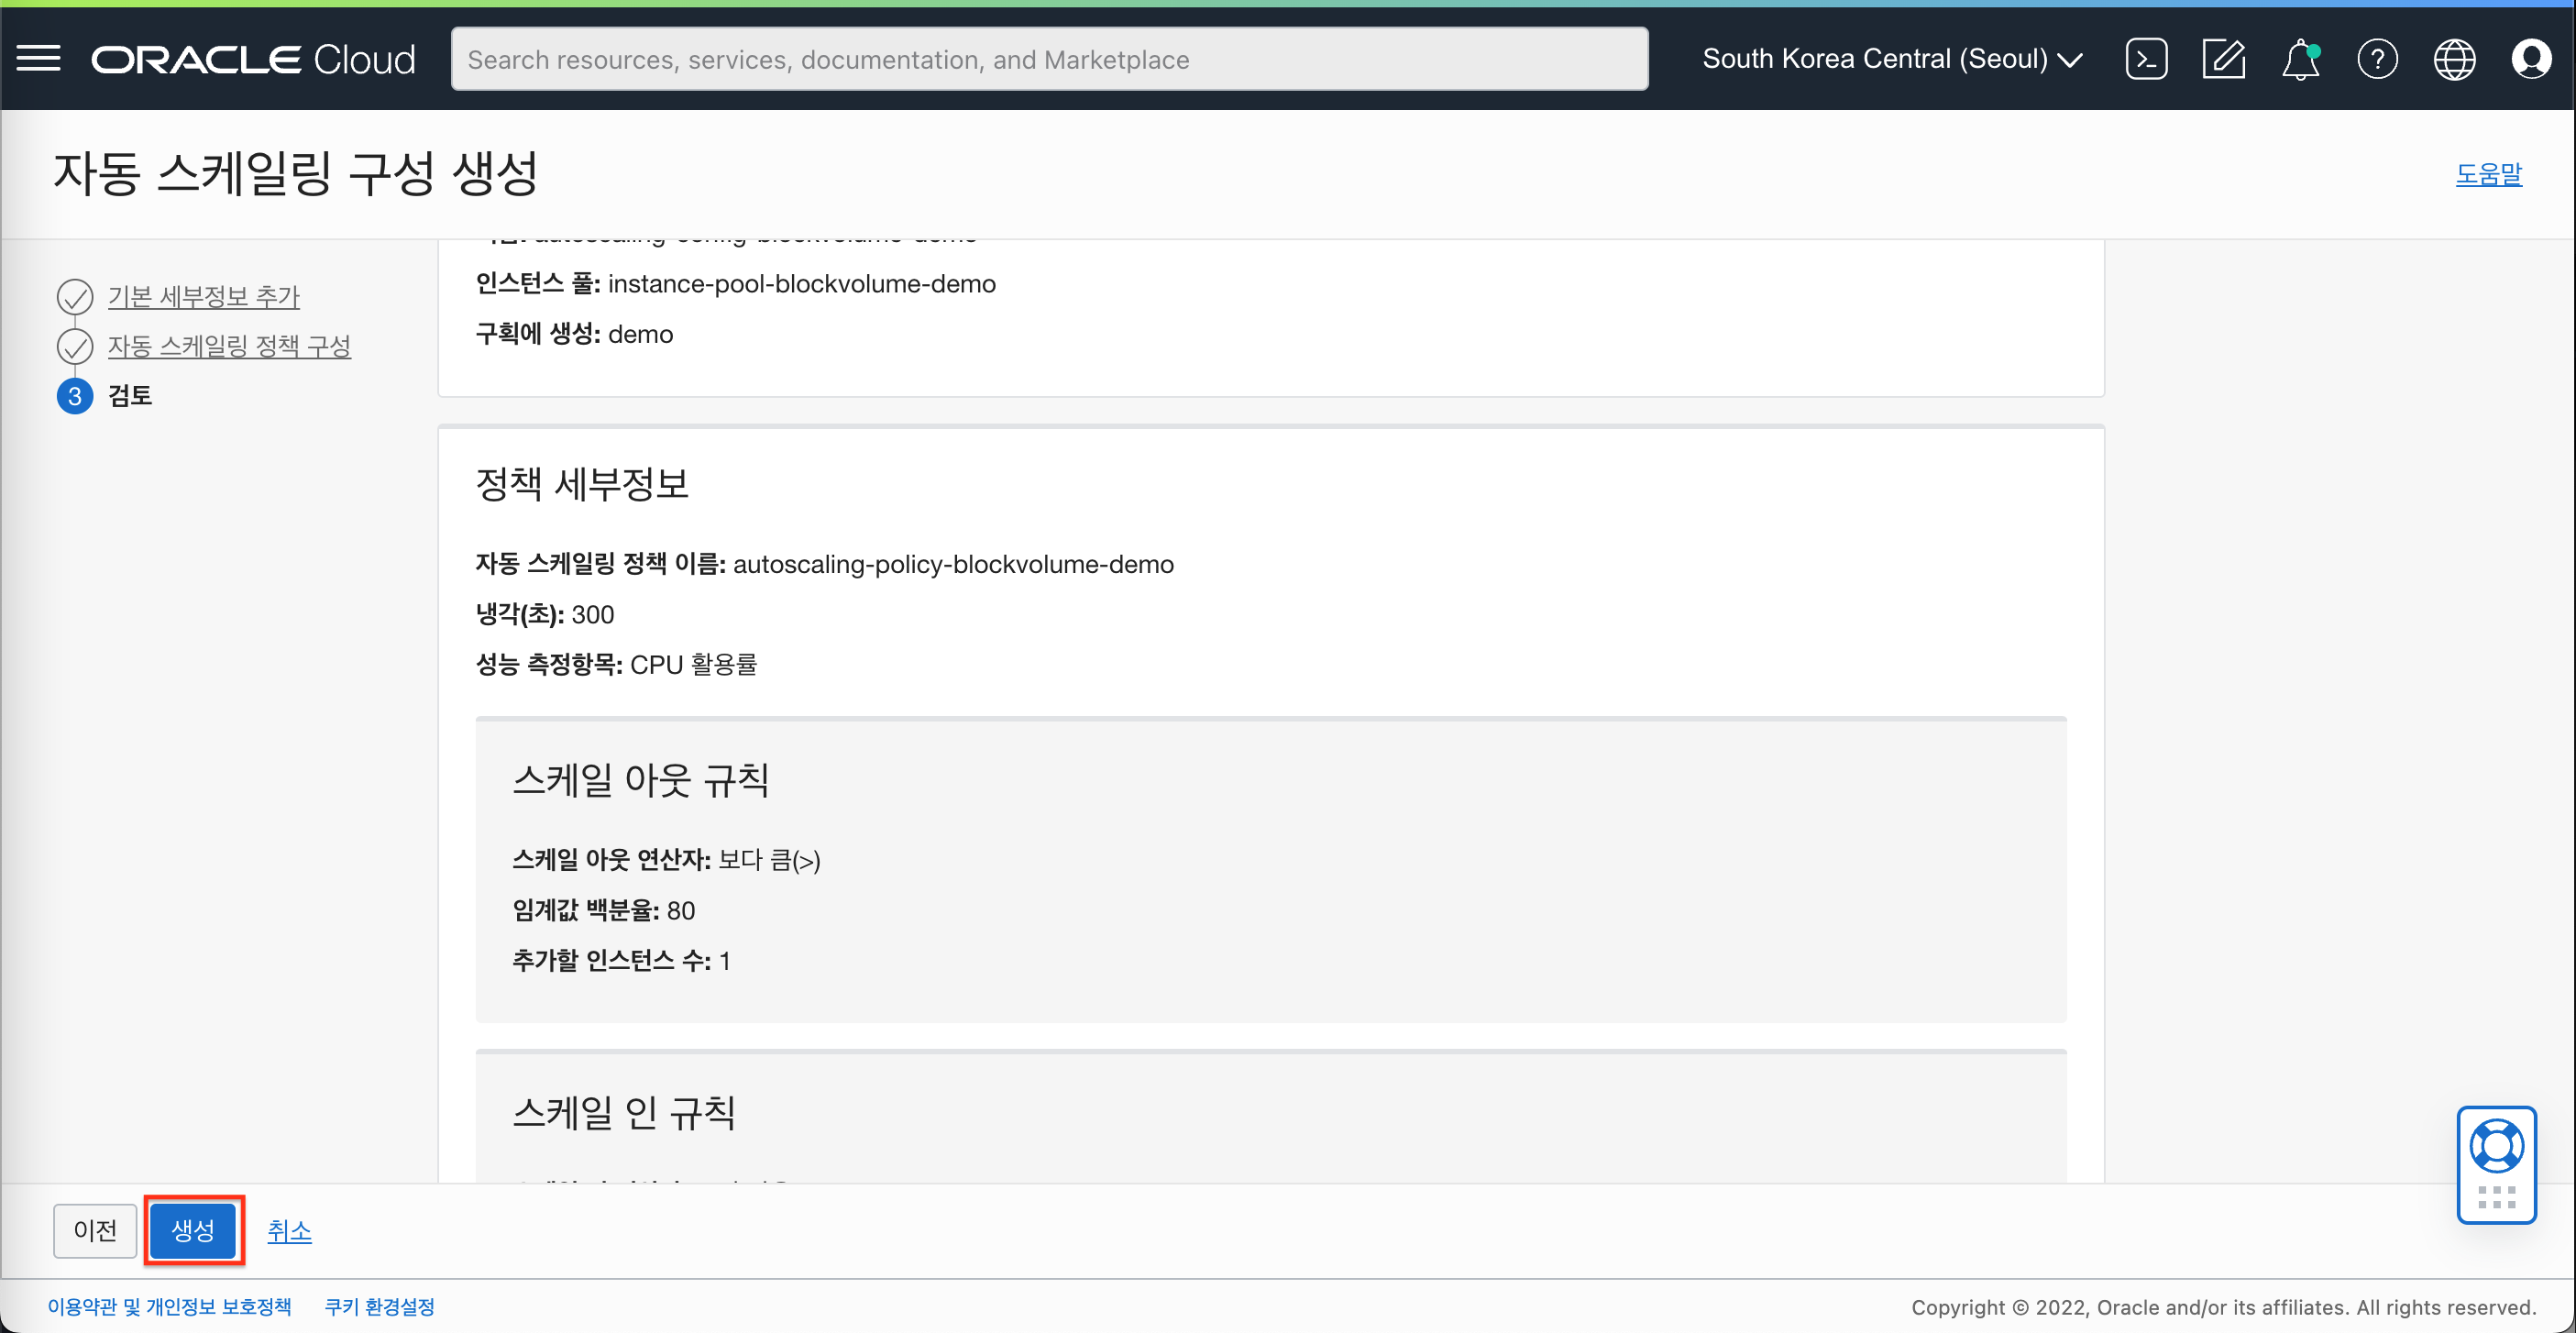 ORACLE Cloud
Search resources, services, documentation, and Marketplace
South Korea Central (Seoul)
자동 스케일링 구성 생성
도움말
기본 세부정보 추가
자동 스케일링 정책 구성
3 검토
이름: autoscaling-config-blockvolume-demo
인스턴스 풀: instance-pool-blockvolume-demo
구획에 생성: demo
정책 세부정보
자동 스케일링 정책 이름: autoscaling-policy-blockvolume-demo
냉각(초): 300
성능 측정항목: CPU 활용률
스케일 아웃 규칙
스케일 아웃 연산자: 보다 큼(>)
임계값 백분율: 80
추가할 인스턴스 수: 1
스케일 인 규칙
이전
생성
취소
이용약관 및 개인정보 보호정책
쿠키 환경설정
Copyright © 2022, Oracle and/or its affiliates. All rights reserved.